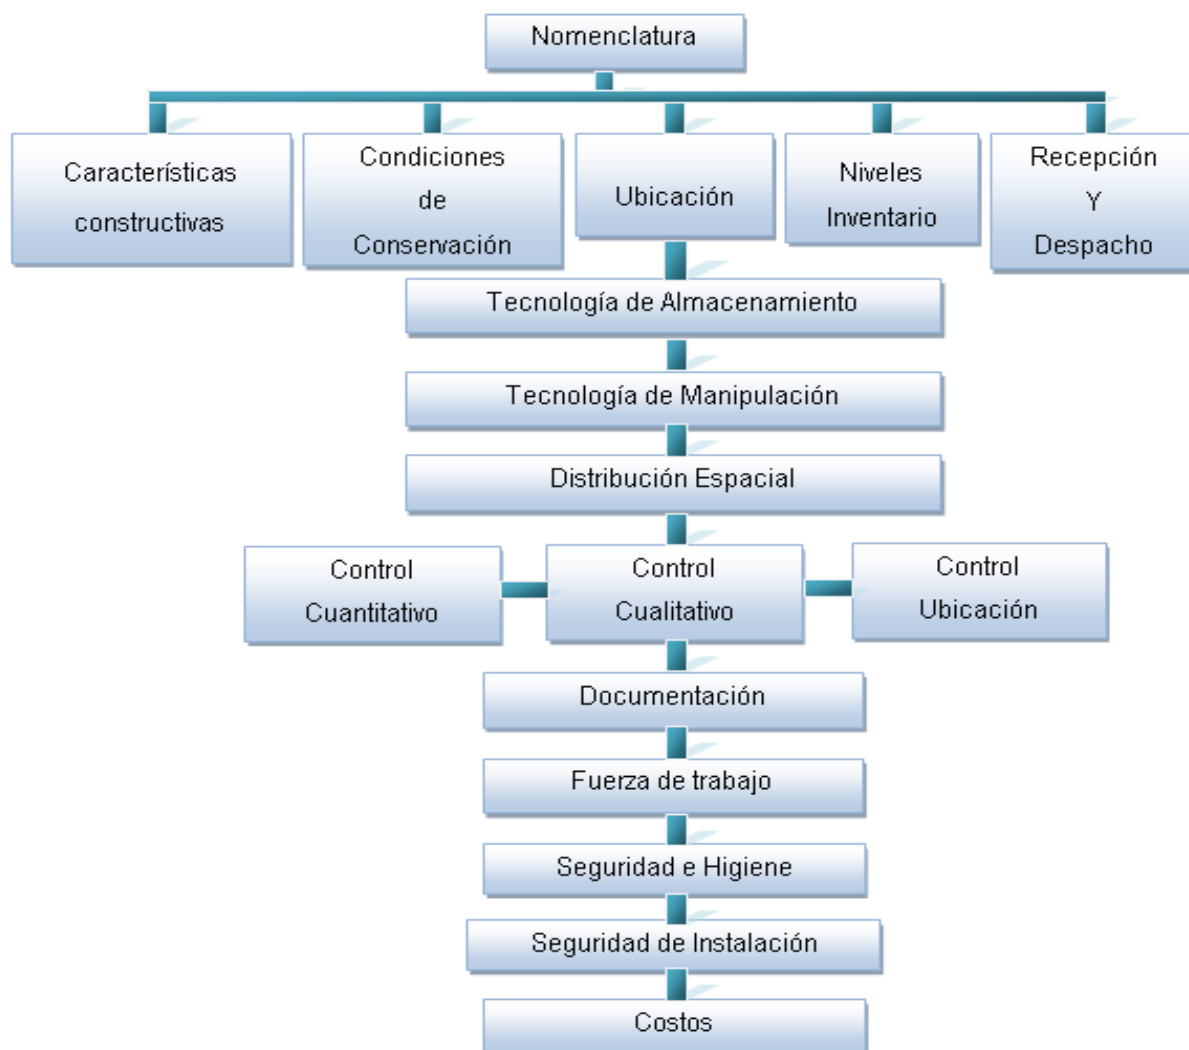 Nomenclatura
Características
constructivas
Condiciones
de
Conservación
Ubicación
Niveles
Inventario
Recepción
Y
Despacho
Tecnología de Almacenamiento
Tecnología de Manipulación
Distribución Espacial
Control
Cuantitativo
Control
Cualitativo
Control
Ubicación
Documentación
Fuerza de trabajo
Seguridad e Higiene
Seguridad de Instalación
Costos